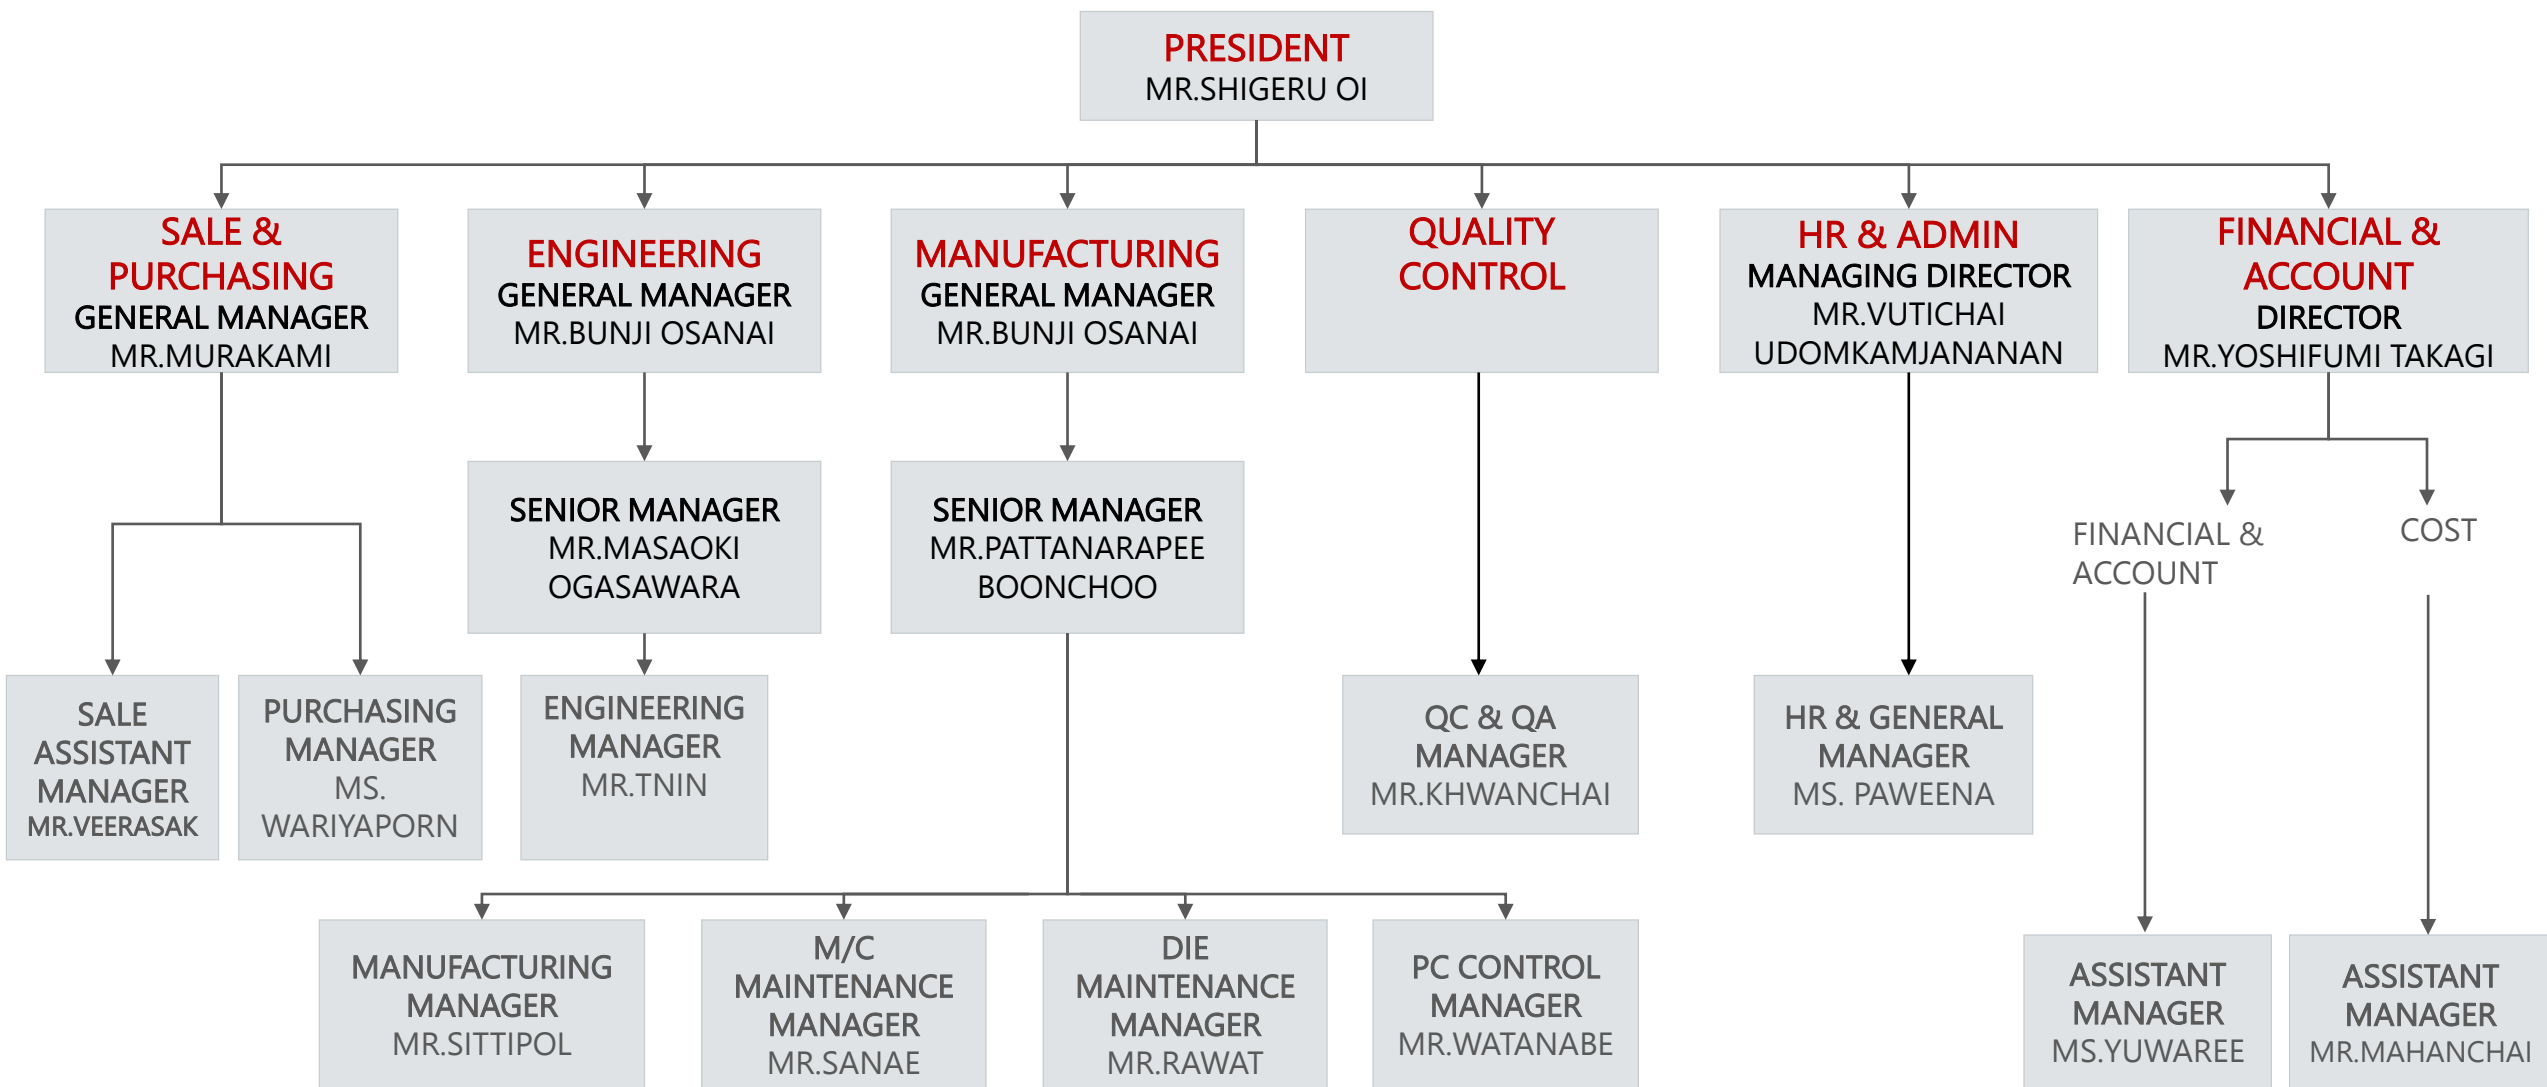 PRESIDENT
MR.SHIGERU OI
SALE &
PURCHASING
GENERAL MANAGER
MR.MURAKAMI
ENGINEERING
GENERAL MANAGER
MR.BUNJI OSANAI
MANUFACTURING
GENERAL MANAGER
MR.BUNJI OSANAI
QUALITY
CONTROL
HR & ADMIN
MANAGING DIRECTOR
MR.VUTICHAI
UDOMKAMJANANAN
FINANCIAL &
ACCOUNT
DIRECTOR
MR.YOSHIFUMI TAKAGI
SENIOR MANAGER
MR.MASAOKI
OGASAWARA
SENIOR MANAGER
MR.PATTANARAPEE
BOONCHOO
FINANCIAL &
ACCOUNT
COST
SALE
ASSISTANT
MANAGER
MR.VEERASAK
PURCHASING
MANAGER
MS.
WARIYAPORN
ENGINEERING
MANAGER
MR.TNIN
QC & QA
MANAGER
MR.KHWANCHAI
HR & GENERAL
MANAGER
MS. PAWEENA
MANUFACTURING
MANAGER
MR.SITTIPOL
M/C
MAINTENANCE
MANAGER
MR.SANAE
DIE
MAINTENANCE
MANAGER
MR.RAWAT
PC CONTROL
MANAGER
MR.WATANABE
ASSISTANT
MANAGER
MS.YUWAREE
ASSISTANT
MANAGER
MR.MAHANCHAI